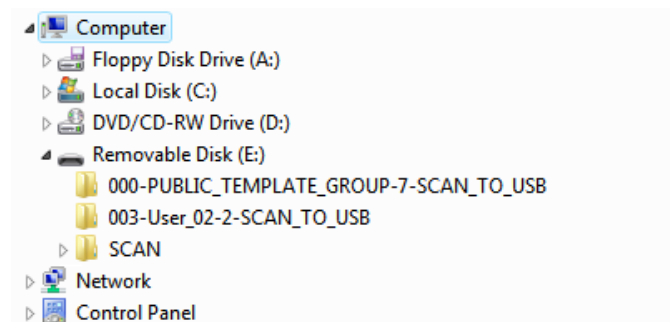 Computer
Floppy Disk Drive (A:)
Local Disk (C:)
DVD/CD-RW Drive (D:)
Removable Disk (E:)
000-PUBLIC_TEMPLATE_GROUP-7-SCAN_TO_USB
003-User_02-2-SCAN_TO_USB
SCAN
Network
Control Panel